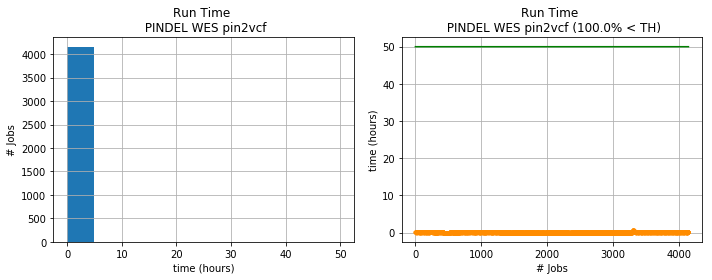 Run Time
PINDEL WES pin2vcf
4000
3500
3000
2500
2000
1500
1000
500
0
# Jobs
0 10 20 30 40 50
time (hours)
Run Time
PINDEL WES pin2vcf (100.0% < TH)
50
40
30
20
10
0
time (hours)
0 1000 2000 3000 4000
# Jobs